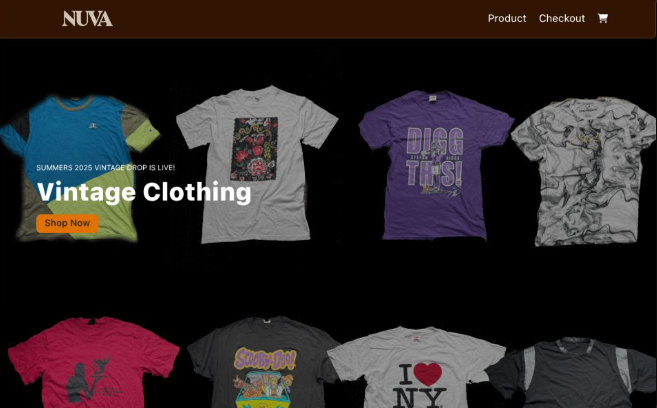 NUVA
Product Checkout
SUMMERS 2025 VINTAGE DROP IS LIVE!
Vintage Clothing
Shop Now
DIGG
THIS!
SCOOBY-DOO!
I
NY